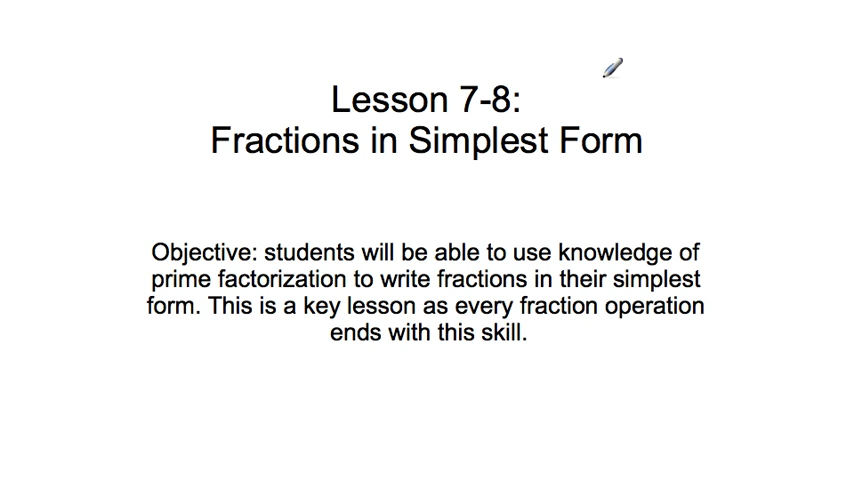 Lesson 7-8:
Fractions in Simplest Form
Objective: students will be able to use knowledge of
prime factorization to write fractions in their simplest
form. This is a key lesson as every fraction operation
ends with this skill.